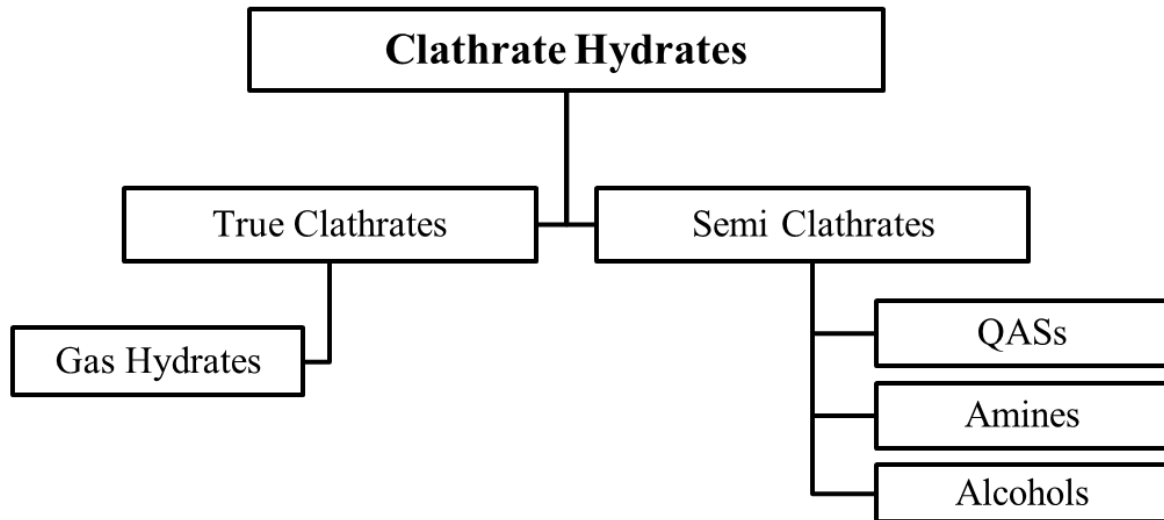 Clathrate Hydrates
True Clathrates
Semi Clathrates
Gas Hydrates
QASs
Amines
Alcohols